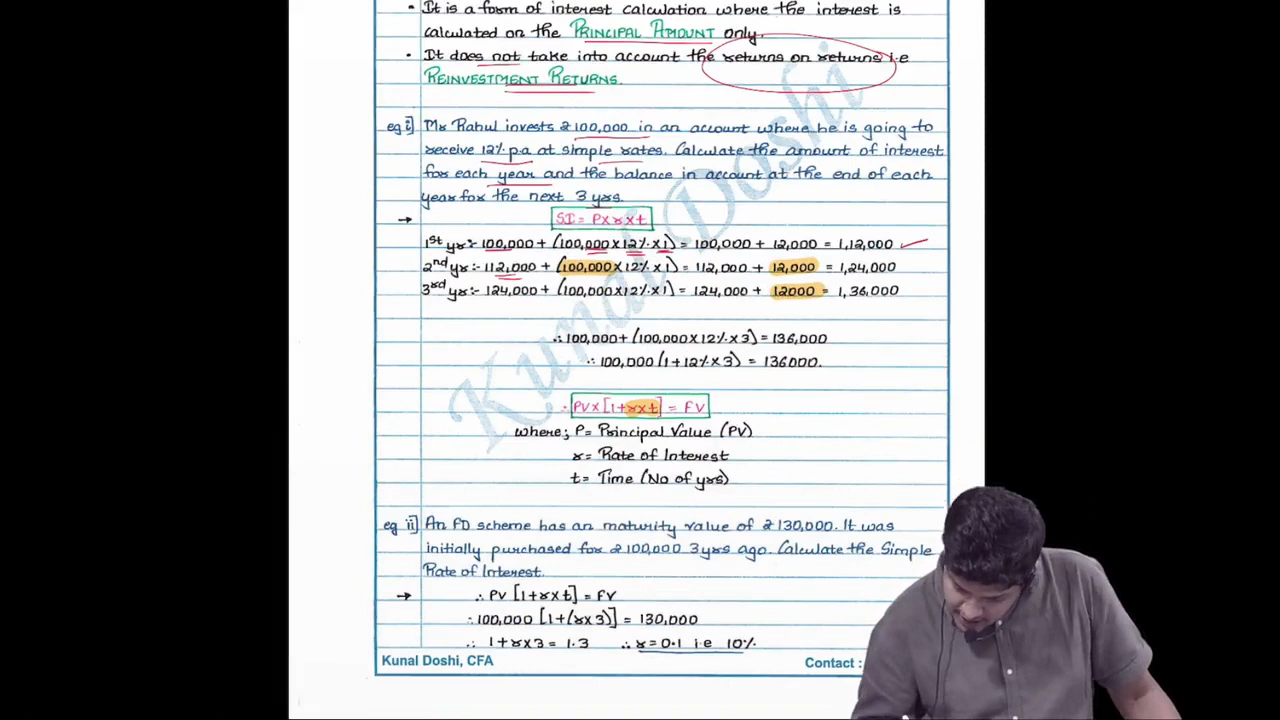 • It is a form of interest calculation where the interest is
calculated on the PRINCIPAL AMOUNT only.
• It does not take into account the returns on returns i.e
REINVESTMENT RETURNS.
eg i] Mr Rahul invests ₹100,000 in an account where he is going to
receive 12% p.a at simple rates. Calculate the amount of interest
for each year and the balance in account at the end of each
year for the next 3 yrs.
→ SI = P x r x t
1st yr:- 100,000 + (100,000 x 12% x 1) = 100,000 + 12,000 = 1,12,000
2nd yr:- 112,000 + (100,000 x 12% x 1) = 112,000 + 12,000 = 1,24,000
3rd yr:- 124,000 + (100,000 x 12% x 1) = 124,000 + 12000 = 1,36,000
∴ 100,000 + (100,000 x 12% x 3) = 136,000
∴ 100,000 (1 + 12% x 3) = 136000.
∴ PV x [1 + r x t] = FV
where; P = Principal Value (PV)
r = Rate of Interest
t = Time (No of yrs)
eg ii] An FD scheme has an maturity value of ₹130,000. It was
initially purchased for ₹100,000 3 yrs ago. Calculate the Simple
Rate of Interest.
→ ∴ PV [1 + r x t] = FV
∴ 100,000 [1 + (r x 3)] = 130,000
∴ 1 + r x 3 = 1.3 ∴ r = 0.1 i.e 10%
Kunal Doshi, CFA Contact :
Kunal Doshi